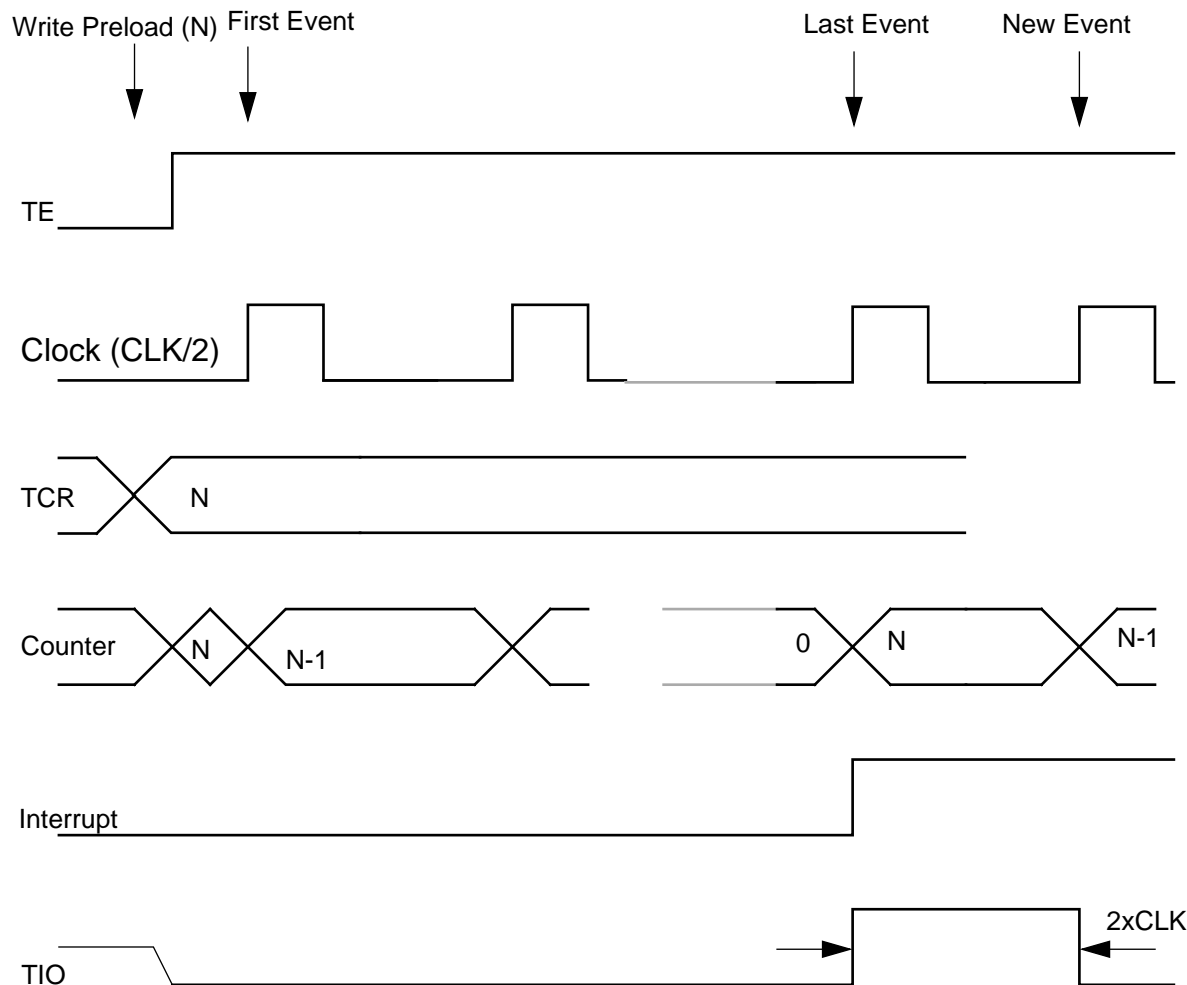 Write Preload (N)
First Event
Last Event
New Event
TE
Clock (CLK/2)
TCR
N
Counter
N
N-1
0
N
N-1
Interrupt
2xCLK
TIO